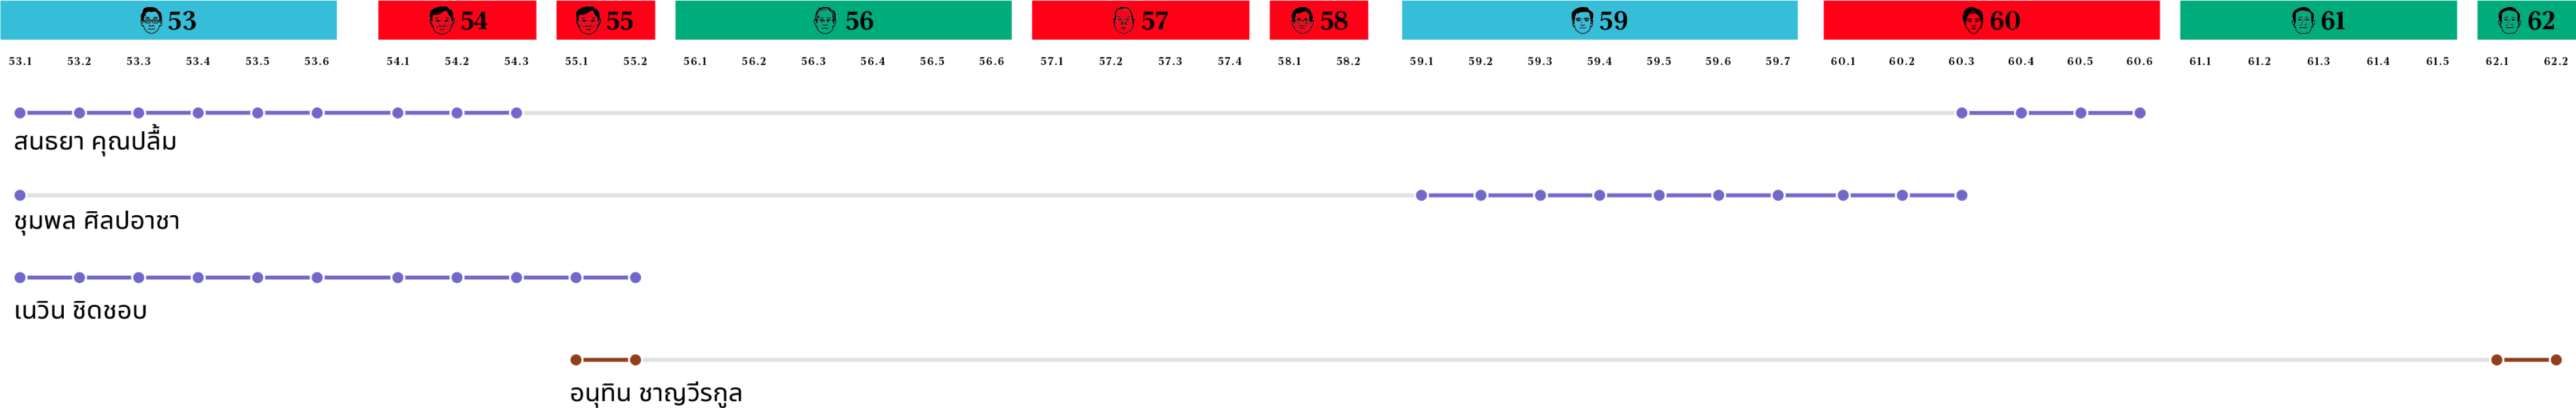 53 54 55 56 57 58 59 60 61 62
53.1 53.2 53.3 53.4 53.5 53.6 54.1 54.2 54.3 55.1 55.2 56.1 56.2 56.3 56.4 56.5 56.6 57.1 57.2 57.3 57.4 58.1 58.2 59.1 59.2 59.3 59.4 59.5 59.6 59.7 60.1 60.2 60.3 60.4 60.5 60.6 61.1 61.2 61.3 61.4 61.5 62.1 62.2
สนธยา คุณปลื้ม
ชุมพล ศิลปอาชา
เนวิน ชิดชอบ
อนุทิน ชาญวีรกูล